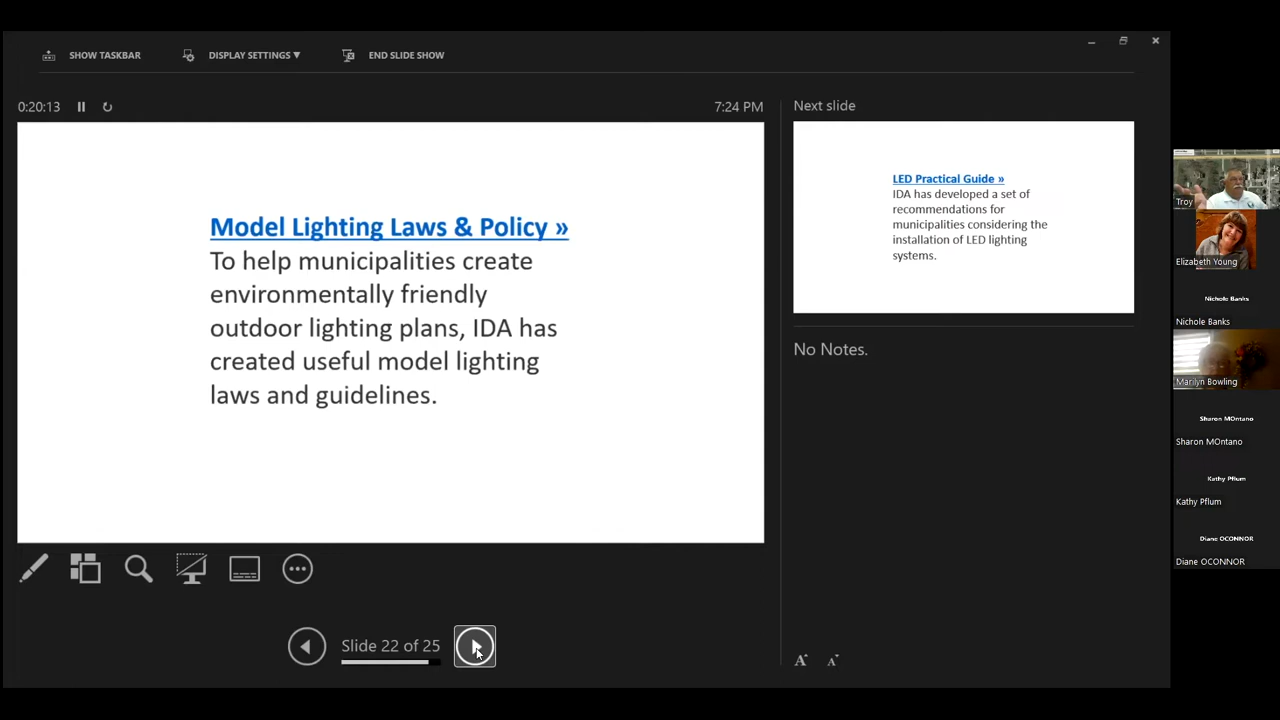 SHOW TASKBAR
DISPLAY SETTINGS ▼
END SLIDE SHOW
0:20:13
7:24 PM
Model Lighting Laws & Policy »
To help municipalities create
environmentally friendly
outdoor lighting plans, IDA has
created useful model lighting
laws and guidelines.
Next slide
LED Practical Guide »
IDA has developed a set of
recommendations for
municipalities considering the
installation of LED lighting
systems.
No Notes.
Slide 22 of 25
A A
Troy
Elizabeth Young
Nichole Banks
Nichole Banks
Marilyn Bowling
Sharon MOntano
Sharon MOntano
Kathy Pflum
Kathy Pflum
Diane OCONNOR
Diane OCONNOR